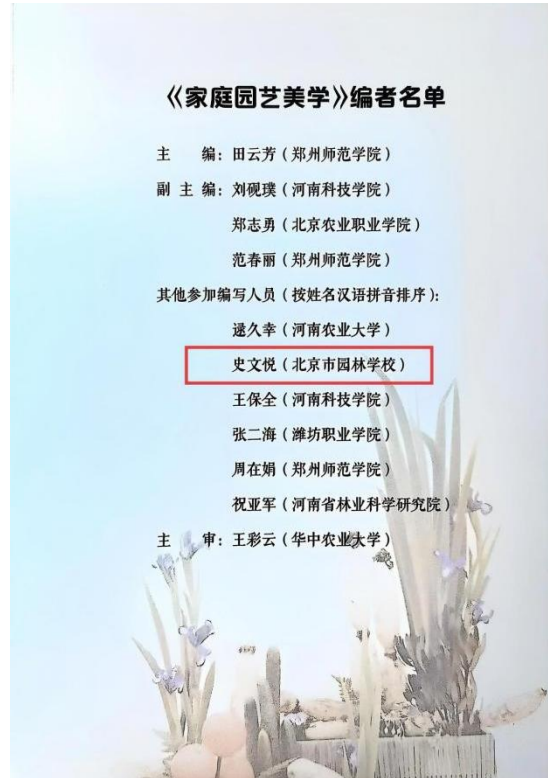 《家庭园艺美学》编者名单
主　　编：田云芳（郑州师范学院）
副 主 编：刘砚璞（河南科技学院）
郑志勇（北京农业职业学院）
范春丽（郑州师范学院）
其他参加编写人员（按姓名汉语拼音排序）：
逯久幸（河南农业大学）
史文悦（北京市园林学校）
王保全（河南科技学院）
张二海（潍坊职业学院）
周在娟（郑州师范学院）
祝亚军（河南省林业科学研究院）
主　　审：王彩云（华中农业大学）